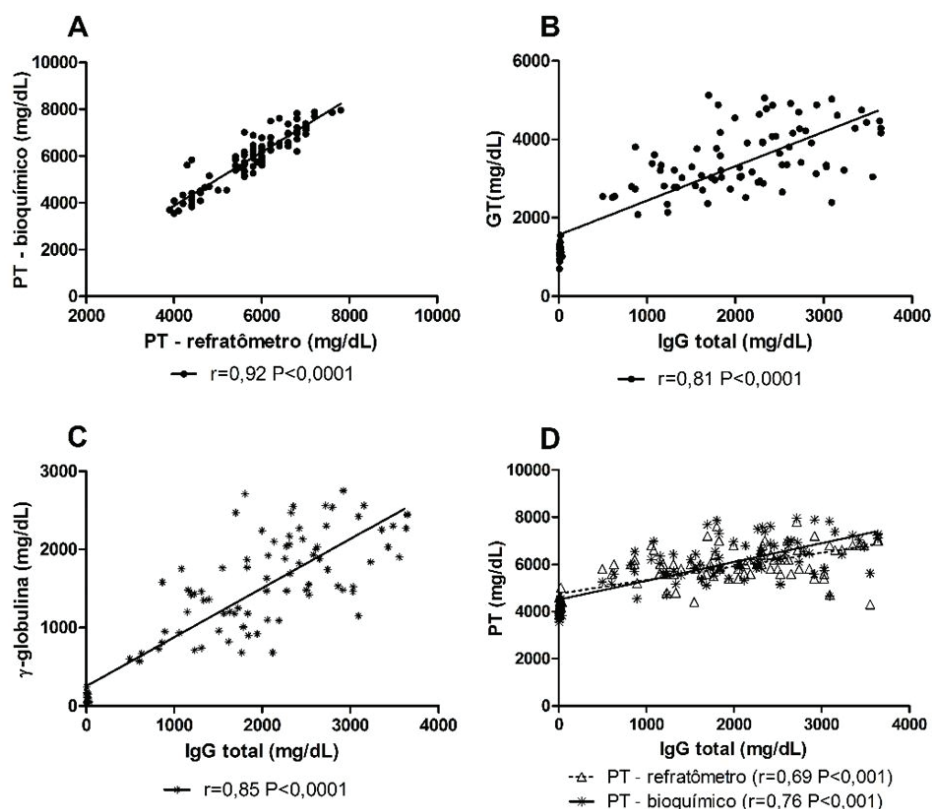 A
PT - bioquímico (mg/dL)
10000
8000
6000
4000
2000
0
2000 4000 6000 8000 10000
PT - refratômetro (mg/dL)
r=0,92 P<0,0001
B
GT(mg/dL)
6000
4000
2000
0
0 1000 2000 3000 4000
IgG total (mg/dL)
r=0,81 P<0,0001
C
γ-globulina (mg/dL)
3000
2000
1000
0
0 1000 2000 3000 4000
IgG total (mg/dL)
r=0,85 P<0,0001
D
PT (mg/dL)
10000
8000
6000
4000
2000
0
0 1000 2000 3000 4000
IgG total (mg/dL)
PT - refratômetro (r=0,69 P<,001)
PT - bioquímico (r=0,76 P<,001)